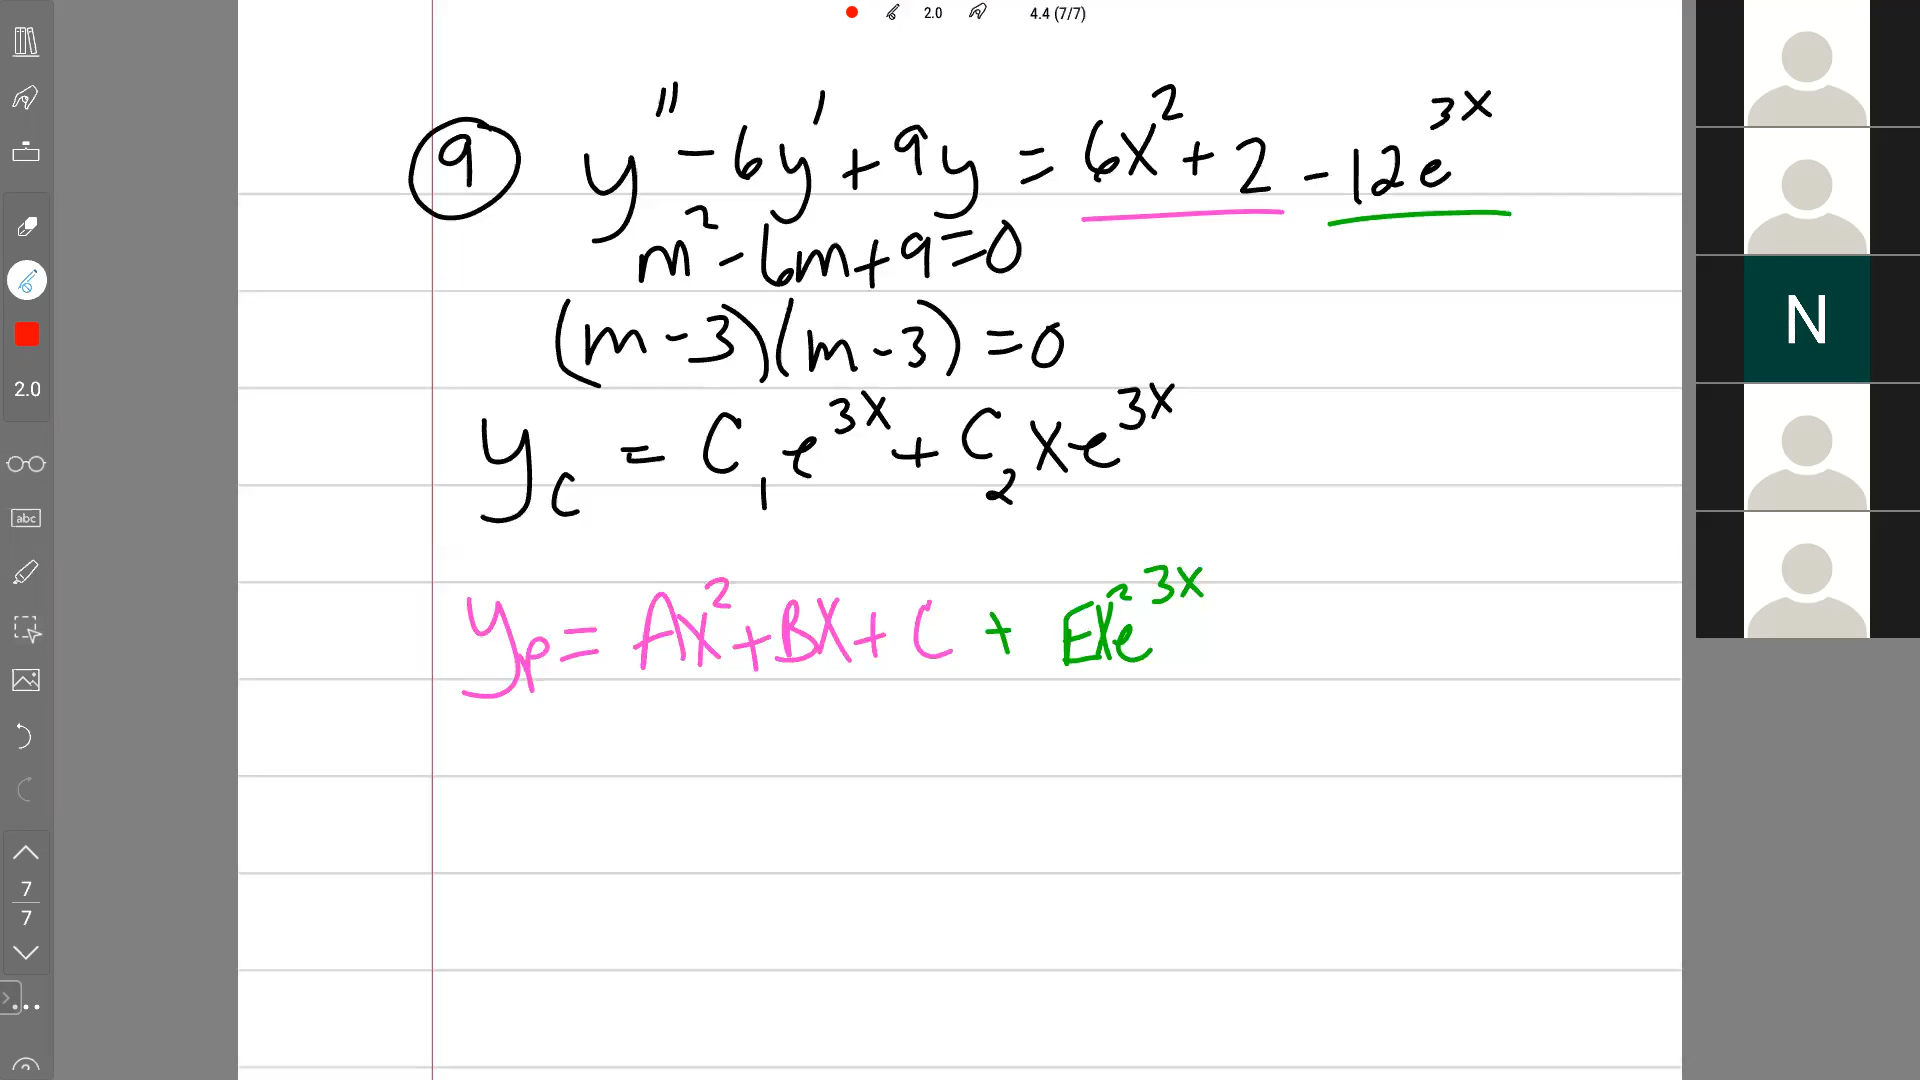 2.0 4.4 (7/7)
9 y'' - 6y' + 9y = 6x² + 2 - 12e^{3x}
m² - 6m + 9 = 0
(m - 3)(m - 3) = 0
y_c = C₁e^{3x} + C₂xe^{3x}
y_p = Ax² + Bx + C + Ex²e^{3x}
2.0
abc
7
7
N